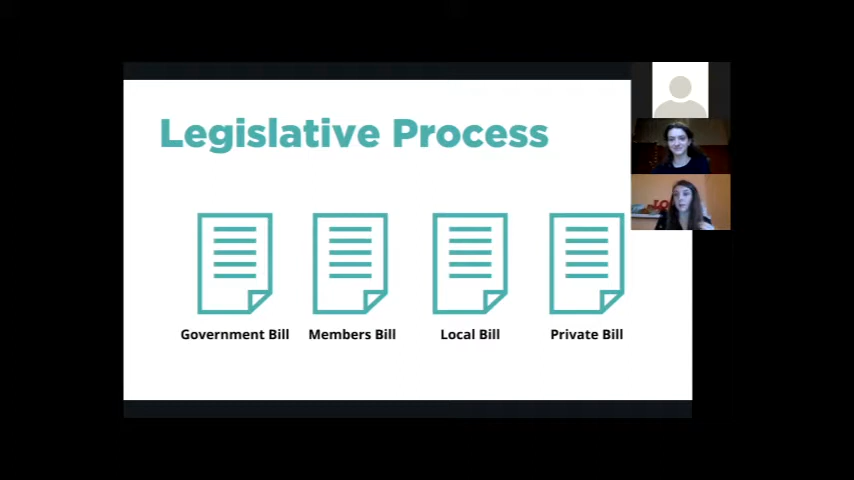 Legislative Process
Government Bill
Members Bill
Local Bill
Private Bill